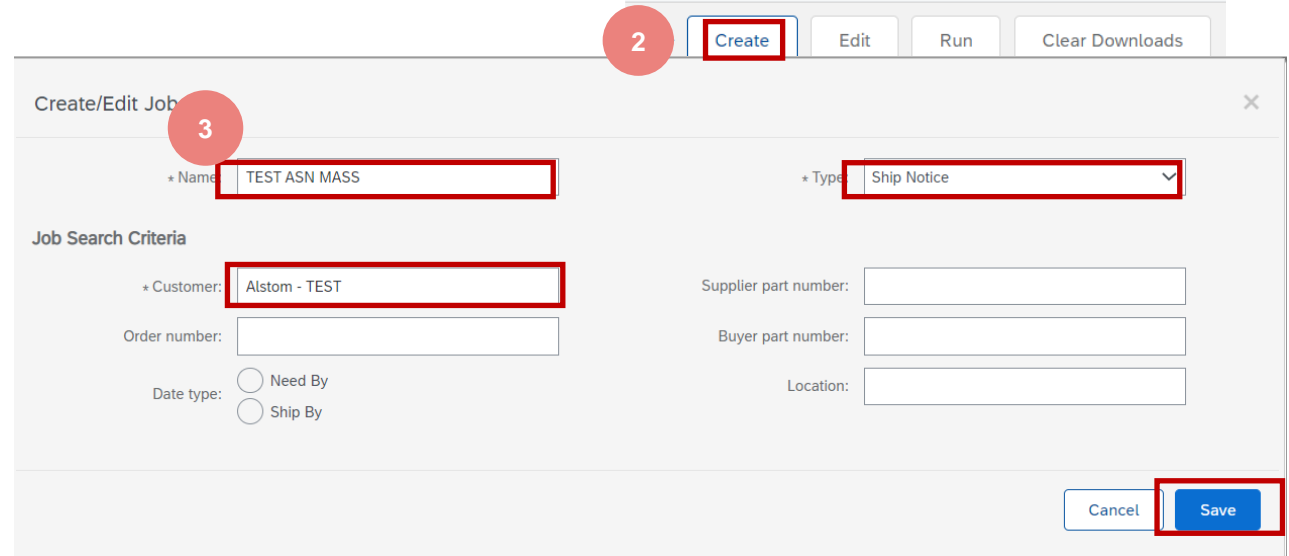 2
Create
Edit
Run
Clear Downloads
Create/Edit Job
3
* Name:
TEST ASN MASS
* Type:
Ship Notice
Job Search Criteria
* Customer:
Alstom - TEST
Supplier part number:
Order number:
Buyer part number:
Date type:
Need By
Ship By
Location:
Cancel
Save